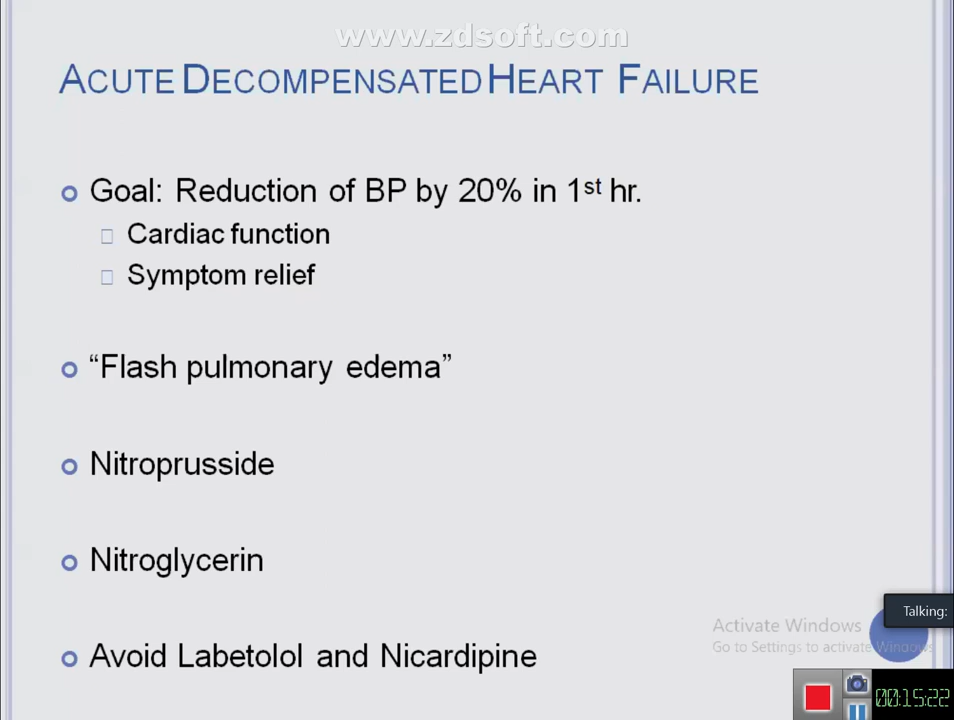 www.zdsoft.com
ACUTE DECOMPENSATED HEART FAILURE
Goal: Reduction of BP by 20% in 1st hr.
Cardiac function
Symptom relief
“Flash pulmonary edema”
Nitroprusside
Nitroglycerin
Avoid Labetolol and Nicardipine
Talking:
Activate Windows
Go to Settings to activate Windows.
00:15:22